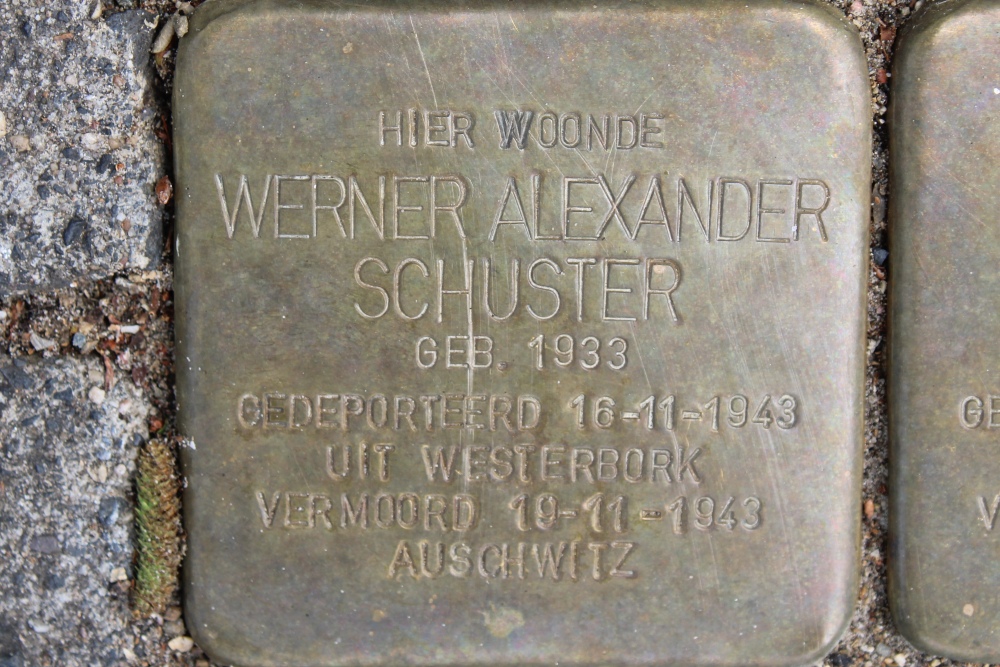 HIER WOONDE
WERNER ALEXANDER
SCHUSTER
GEB. 1933
GEDEPORTEERD 16-11-1943
UIT WESTERBORK
VERMOORD 19-11-1943
AUSCHWITZ